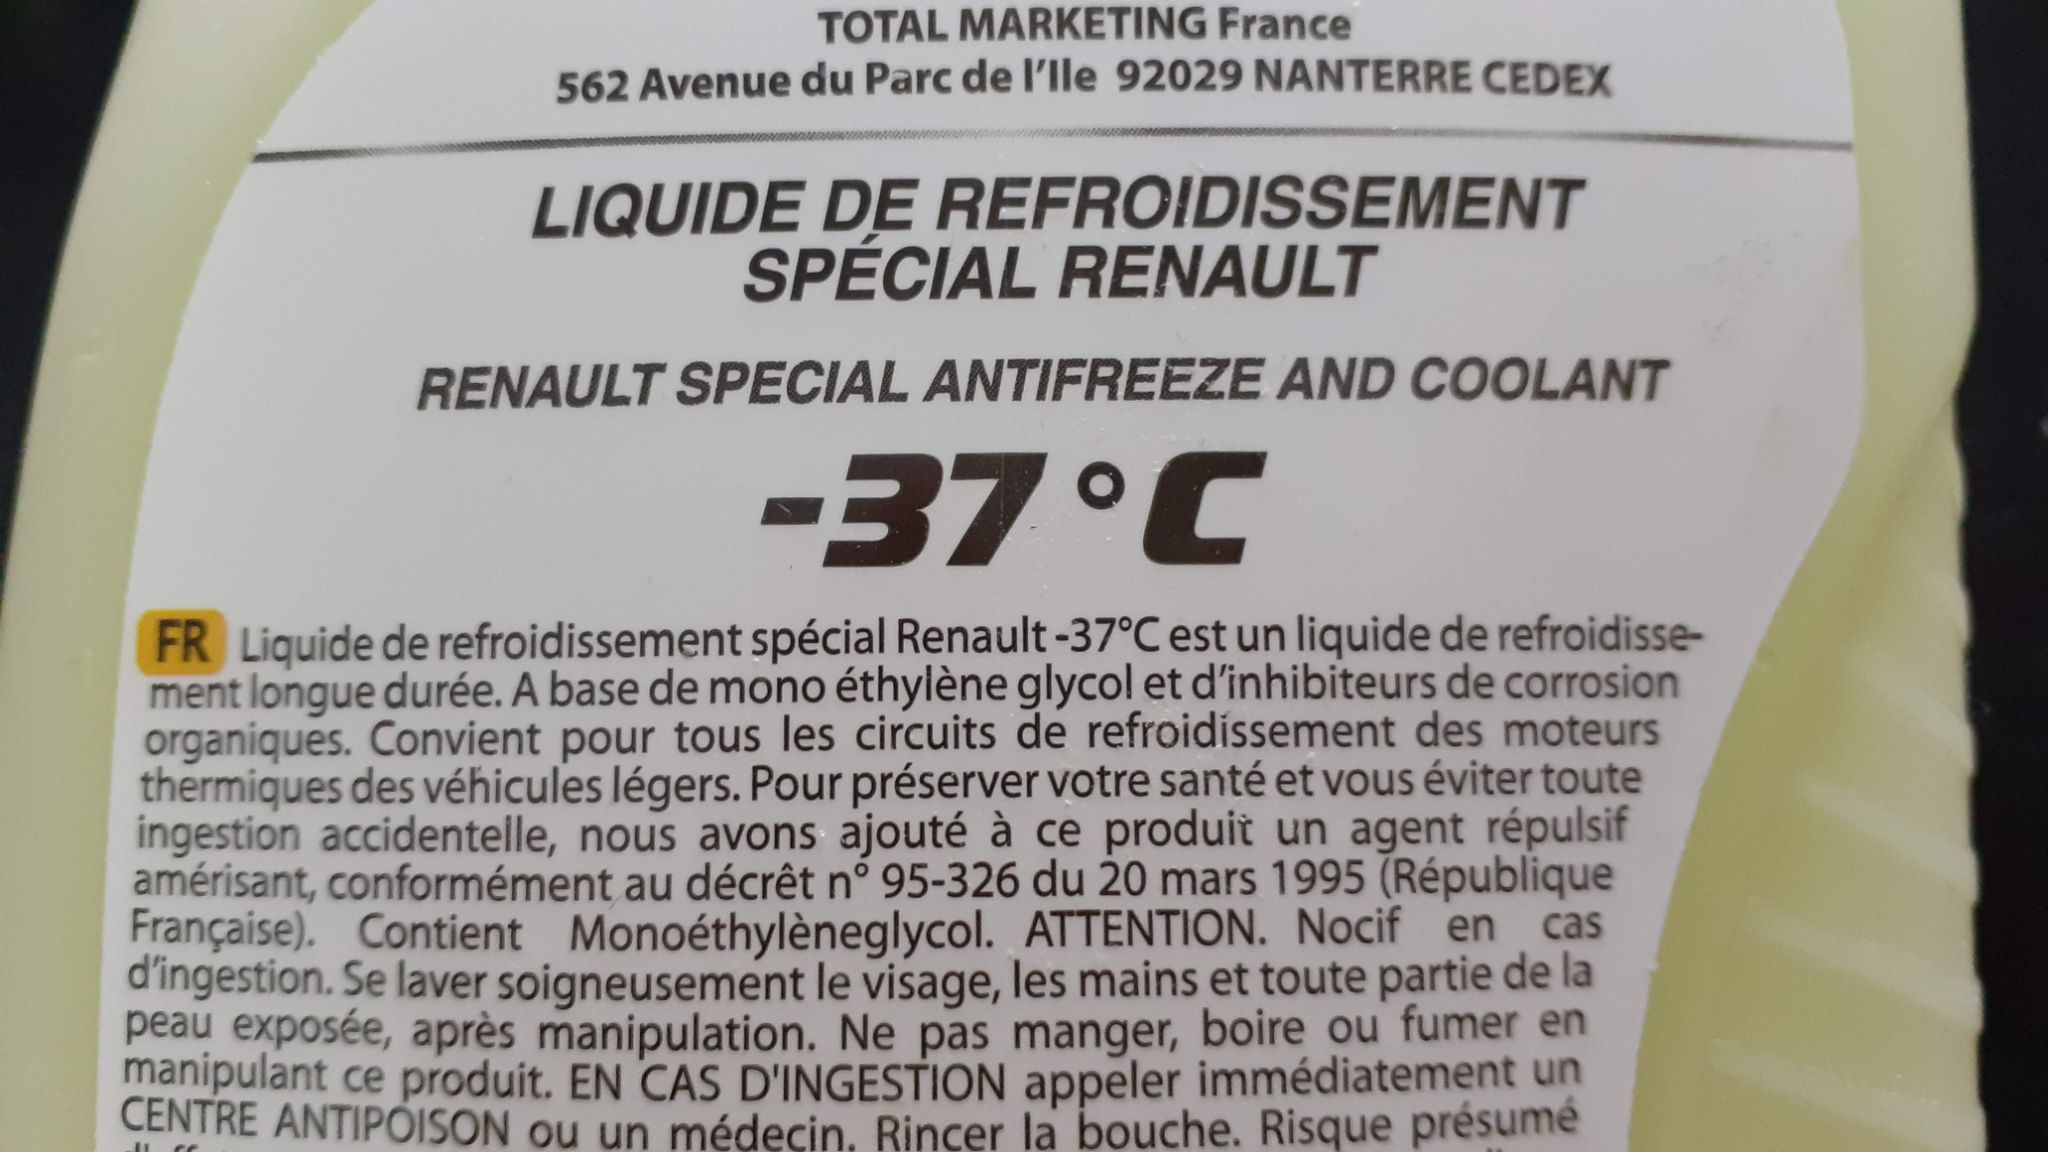 TOTAL MARKETING France
562 Avenue du Parc de l'Ile 92029 NANTERRE CEDEX
LIQUIDE DE REFROIDISSEMENT
SPÉCIAL RENAULT
RENAULT SPECIAL ANTIFREEZE AND COOLANT
-37°C
FR Liquide de refroidissement spécial Renault -37°C est un liquide de refroidisse-
ment longue durée. A base de mono éthylène glycol et d'inhibiteurs de corrosion
organiques. Convient pour tous les circuits de refroidissement des moteurs
thermiques des véhicules légers. Pour préserver votre santé et vous éviter toute
ingestion accidentelle, nous avons ajouté à ce produit un agent répulsif
amérisant, conformément au décrêt n° 95-326 du 20 mars 1995 (République
Française). Contient Monoéthylèneglycol. ATTENTION. Nocif en cas
d'ingestion. Se laver soigneusement le visage, les mains et toute partie de la
peau exposée, après manipulation. Ne pas manger, boire ou fumer en
manipulant ce produit. EN CAS D'INGESTION appeler immédiatement un
CENTRE ANTIPOISON ou un médecin. Rincer la bouche. Risque présumé